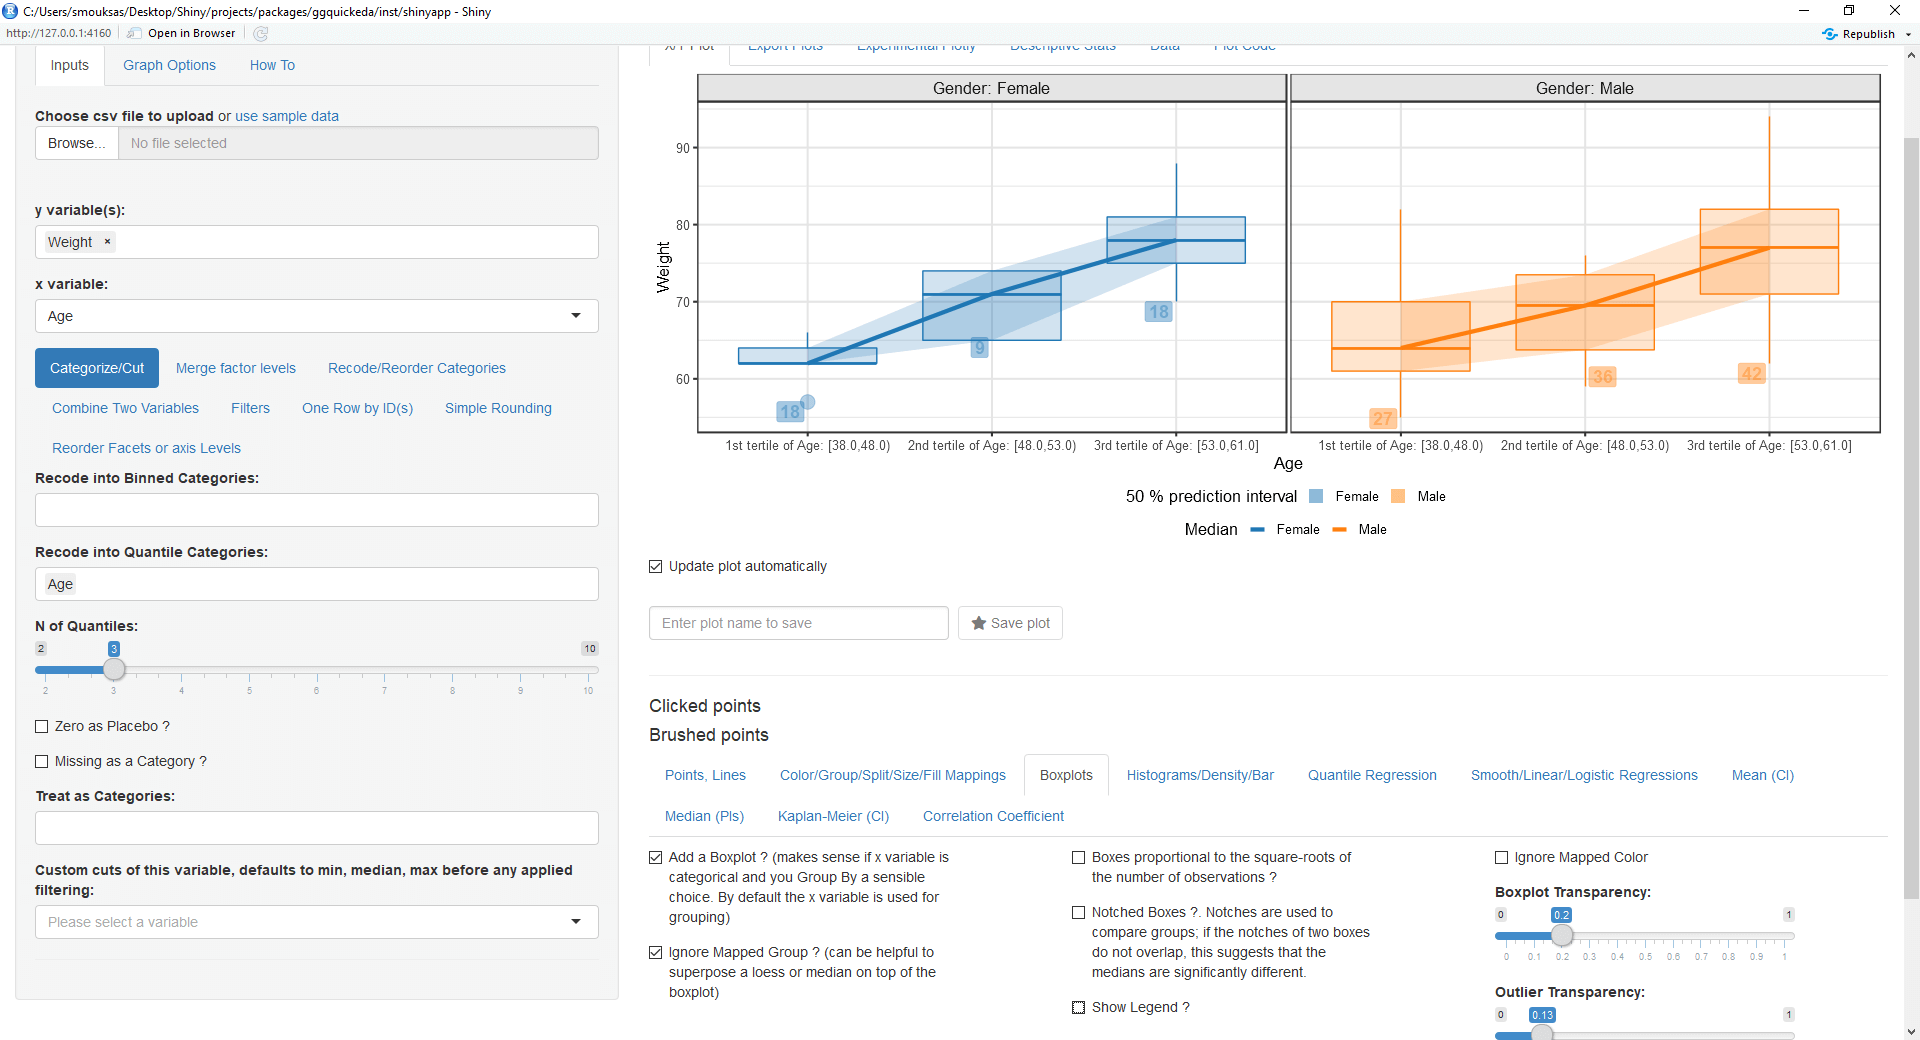 C:/Users/smouksas/Desktop/Shiny/projects/packages/ggquickeda/inst/shinyapp - Shiny
http://127.0.0.1:4160 Open in Browser Republish
Inputs Graph Options How To
Choose csv file to upload or use sample data
Browse... No file selected
y variable(s):
Weight ×
x variable:
Age
Categorize/Cut Merge factor levels Recode/Reorder Categories
Combine Two Variables Filters One Row by ID(s) Simple Rounding
Reorder Facets or axis Levels
Recode into Binned Categories:
Recode into Quantile Categories:
Age
N of Quantiles:
2 3 10
2 3 4 5 6 7 8 9 10
Zero as Placebo ?
Missing as a Category ?
Treat as Categories:
Custom cuts of this variable, defaults to min, median, max before any applied
filtering:
Please select a variable
X/Y Plot Export Plots Experimental Plotly Descriptive Stats Data Plot Code
Gender: Female Gender: Male
Weight
90
80
70
60
18 9 18 27 36 42
1st tertile of Age: [38.0,48.0) 2nd tertile of Age: [48.0,53.0) 3rd tertile of Age: [53.0,61.0] 1st tertile of Age: [38.0,48.0) 2nd tertile of Age: [48.0,53.0) 3rd tertile of Age: [53.0,61.0]
Age
50 % prediction interval Female Male
Median Female Male
Update plot automatically
Enter plot name to save Save plot
Clicked points
Brushed points
Points, Lines Color/Group/Split/Size/Fill Mappings Boxplots Histograms/Density/Bar Quantile Regression Smooth/Linear/Logistic Regressions Mean (CI)
Median (PIs) Kaplan-Meier (CI) Correlation Coefficient
Add a Boxplot ? (makes sense if x variable is
categorical and you Group By a sensible
choice. By default the x variable is used for
grouping)
Ignore Mapped Group ? (can be helpful to
superpose a loess or median on top of the
boxplot)
Boxes proportional to the square-roots of
the number of observations ?
Notched Boxes ?. Notches are used to
compare groups; if the notches of two boxes
do not overlap, this suggests that the
medians are significantly different.
Show Legend ?
Ignore Mapped Color
Boxplot Transparency:
0 0.2 1
0 0.1 0.2 0.3 0.4 0.5 0.6 0.7 0.8 0.9 1
Outlier Transparency:
0 0.13 1